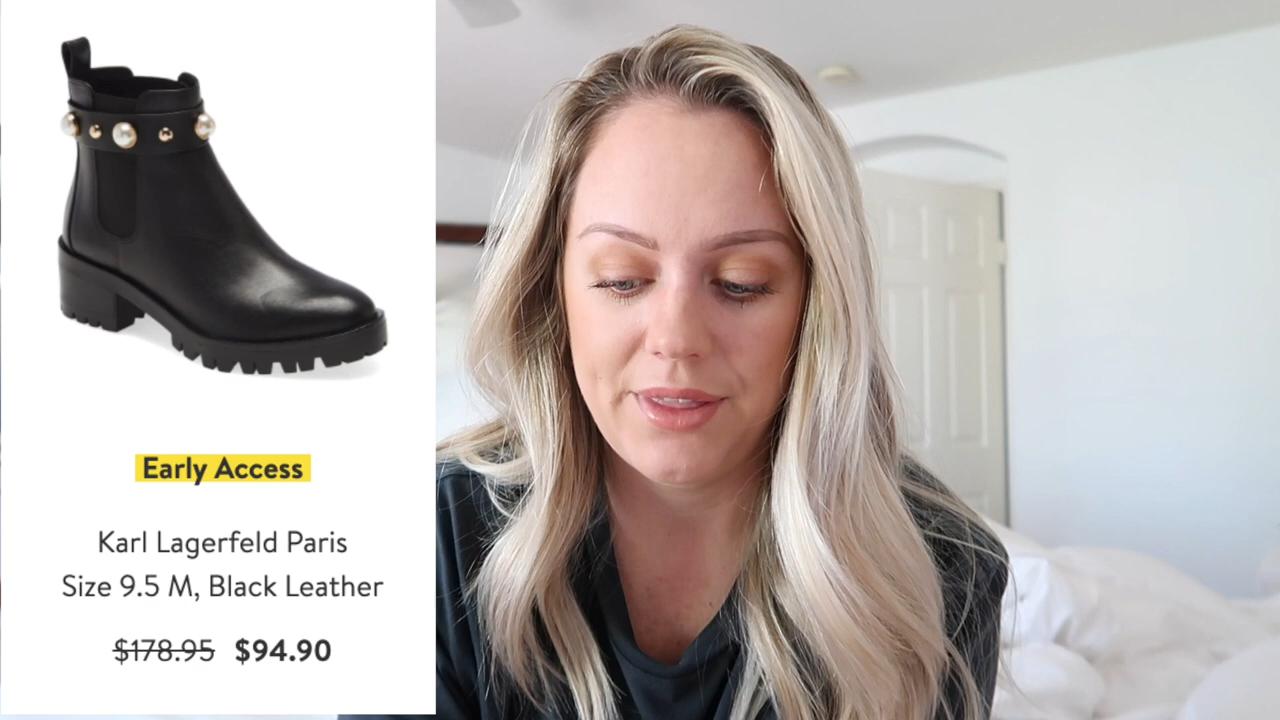 Early Access
Karl Lagerfeld Paris
Size 9.5 M, Black Leather
$178.95 $94.90